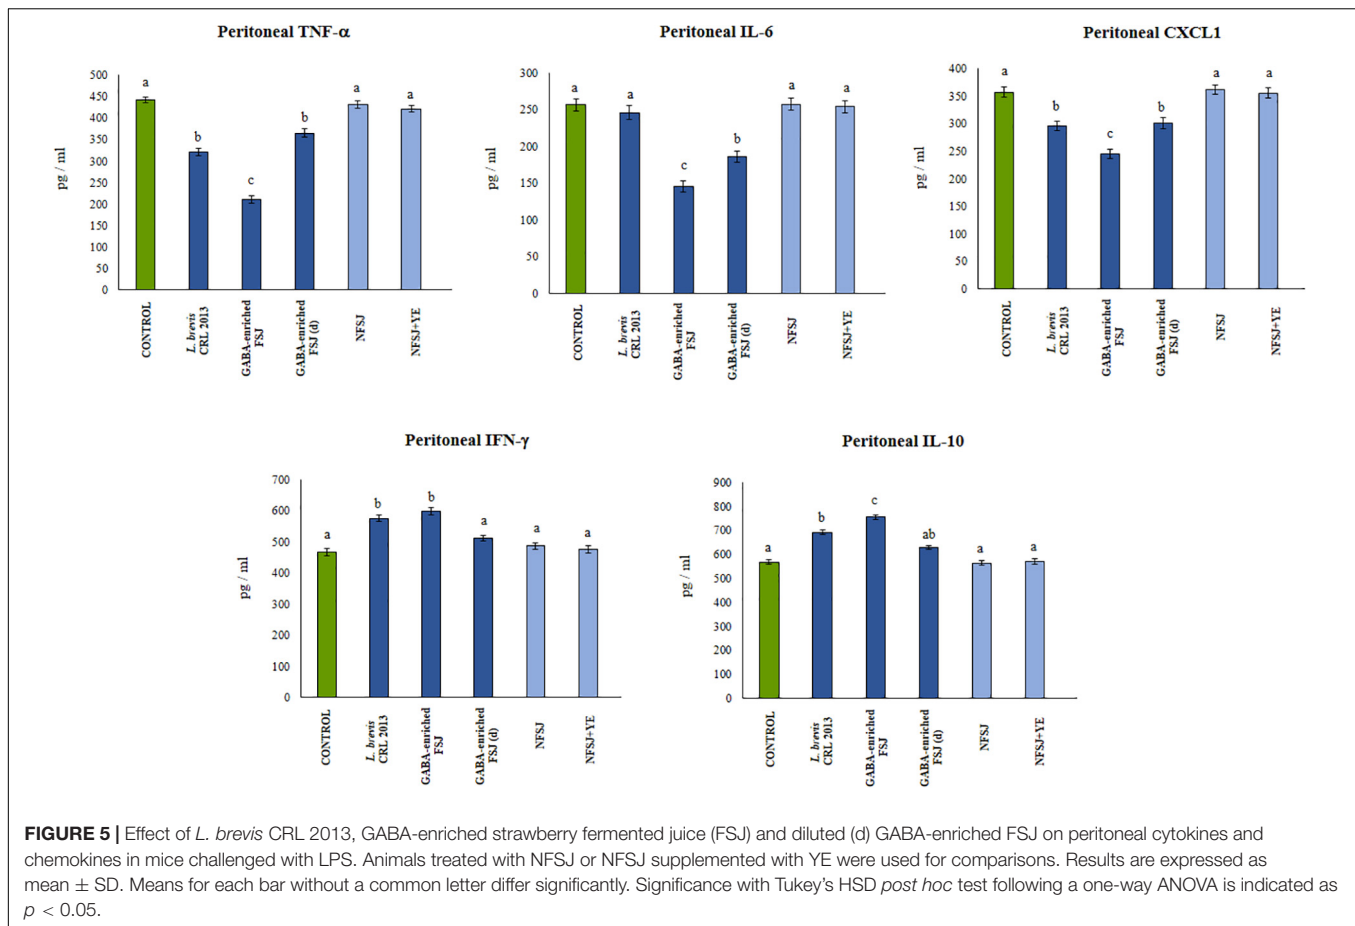 Peritoneal TNF-α
pg / ml
500
450
400
350
300
250
200
150
100
50
0
a
b
c
b
a
a
CONTROL
L. brevis
CRL 2013
GABA-enriched
FSJ
GABA-enriched
FSJ (d)
NFSJ
NFSJ+YE
Peritoneal IL-6
pg / ml
300
250
200
150
100
50
0
a
a
c
b
a
a
CONTROL
L. brevis
CRL 2013
GABA-enriched
FSJ
GABA-enriched
FSJ (d)
NFSJ
NFSJ+YE
Peritoneal CXCL1
pg / ml
400
350
300
250
200
150
100
50
0
a
b
c
b
a
a
CONTROL
L. brevis
CRL 2013
GABA-enriched
FSJ
GABA-enriched
FSJ (d)
NFSJ
NFSJ+YE
Peritoneal IFN-γ
pg / ml
700
600
500
400
300
200
100
0
a
b
b
a
a
a
CONTROL
L. brevis
CRL 2013
GABA-enriched
FSJ
GABA-enriched
FSJ (d)
NFSJ
NFSJ+YE
Peritoneal IL-10
pg / ml
900
800
700
600
500
400
300
200
100
0
a
b
c
ab
a
a
CONTROL
L. brevis
CRL 2013
GABA-enriched
FSJ
GABA-enriched
FSJ (d)
NFSJ
NFSJ+YE
FIGURE 5 | Effect of L. brevis CRL 2013, GABA-enriched strawberry fermented juice (FSJ) and diluted (d) GABA-enriched FSJ on peritoneal cytokines and
chemokines in mice challenged with LPS. Animals treated with NFSJ or NFSJ supplemented with YE were used for comparisons. Results are expressed as
mean ± SD. Means for each bar without a common letter differ significantly. Significance with Tukey's HSD post hoc test following a one-way ANOVA is indicated as
p < 0.05.